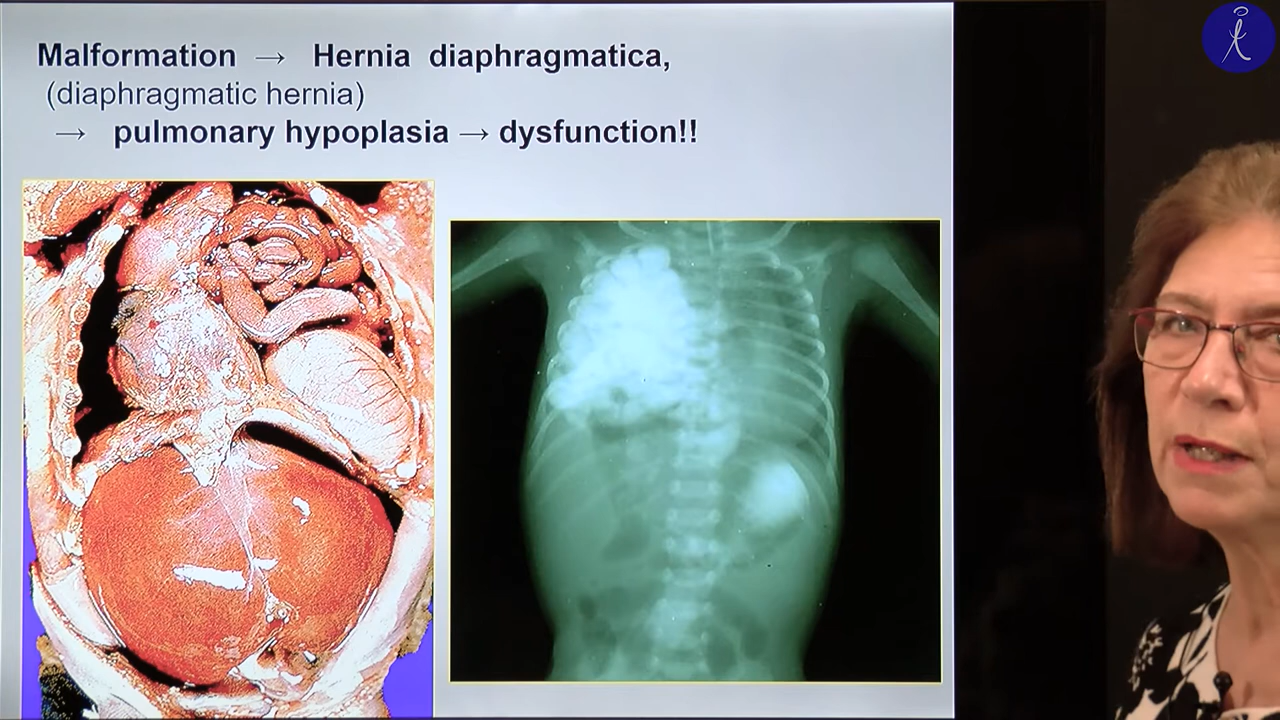 Malformation → Hernia diaphragmatica,
(diaphragmatic hernia)
→ pulmonary hypoplasia → dysfunction!!